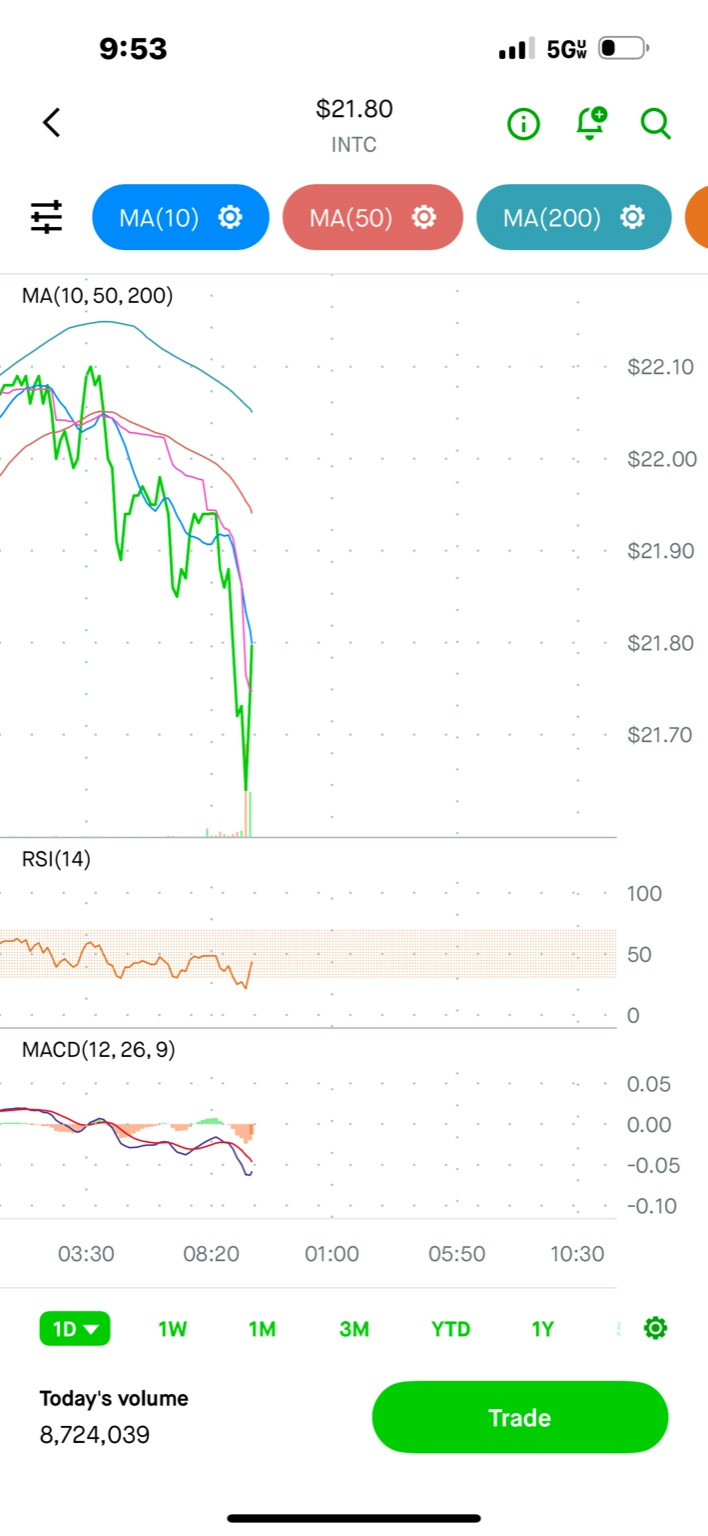 9:53
5GUW
$21.80
INTC
MA(10)
MA(50)
MA(200)
MA(10, 50, 200)
$22.10
$22.00
$21.90
$21.80
$21.70
RSI(14)
100
50
0
MACD(12, 26, 9)
0.05
0.00
-0.05
-0.10
03:30 08:20 01:00 05:50 10:30
1D 1W 1M 3M YTD 1Y
Today's volume
8,724,039
Trade